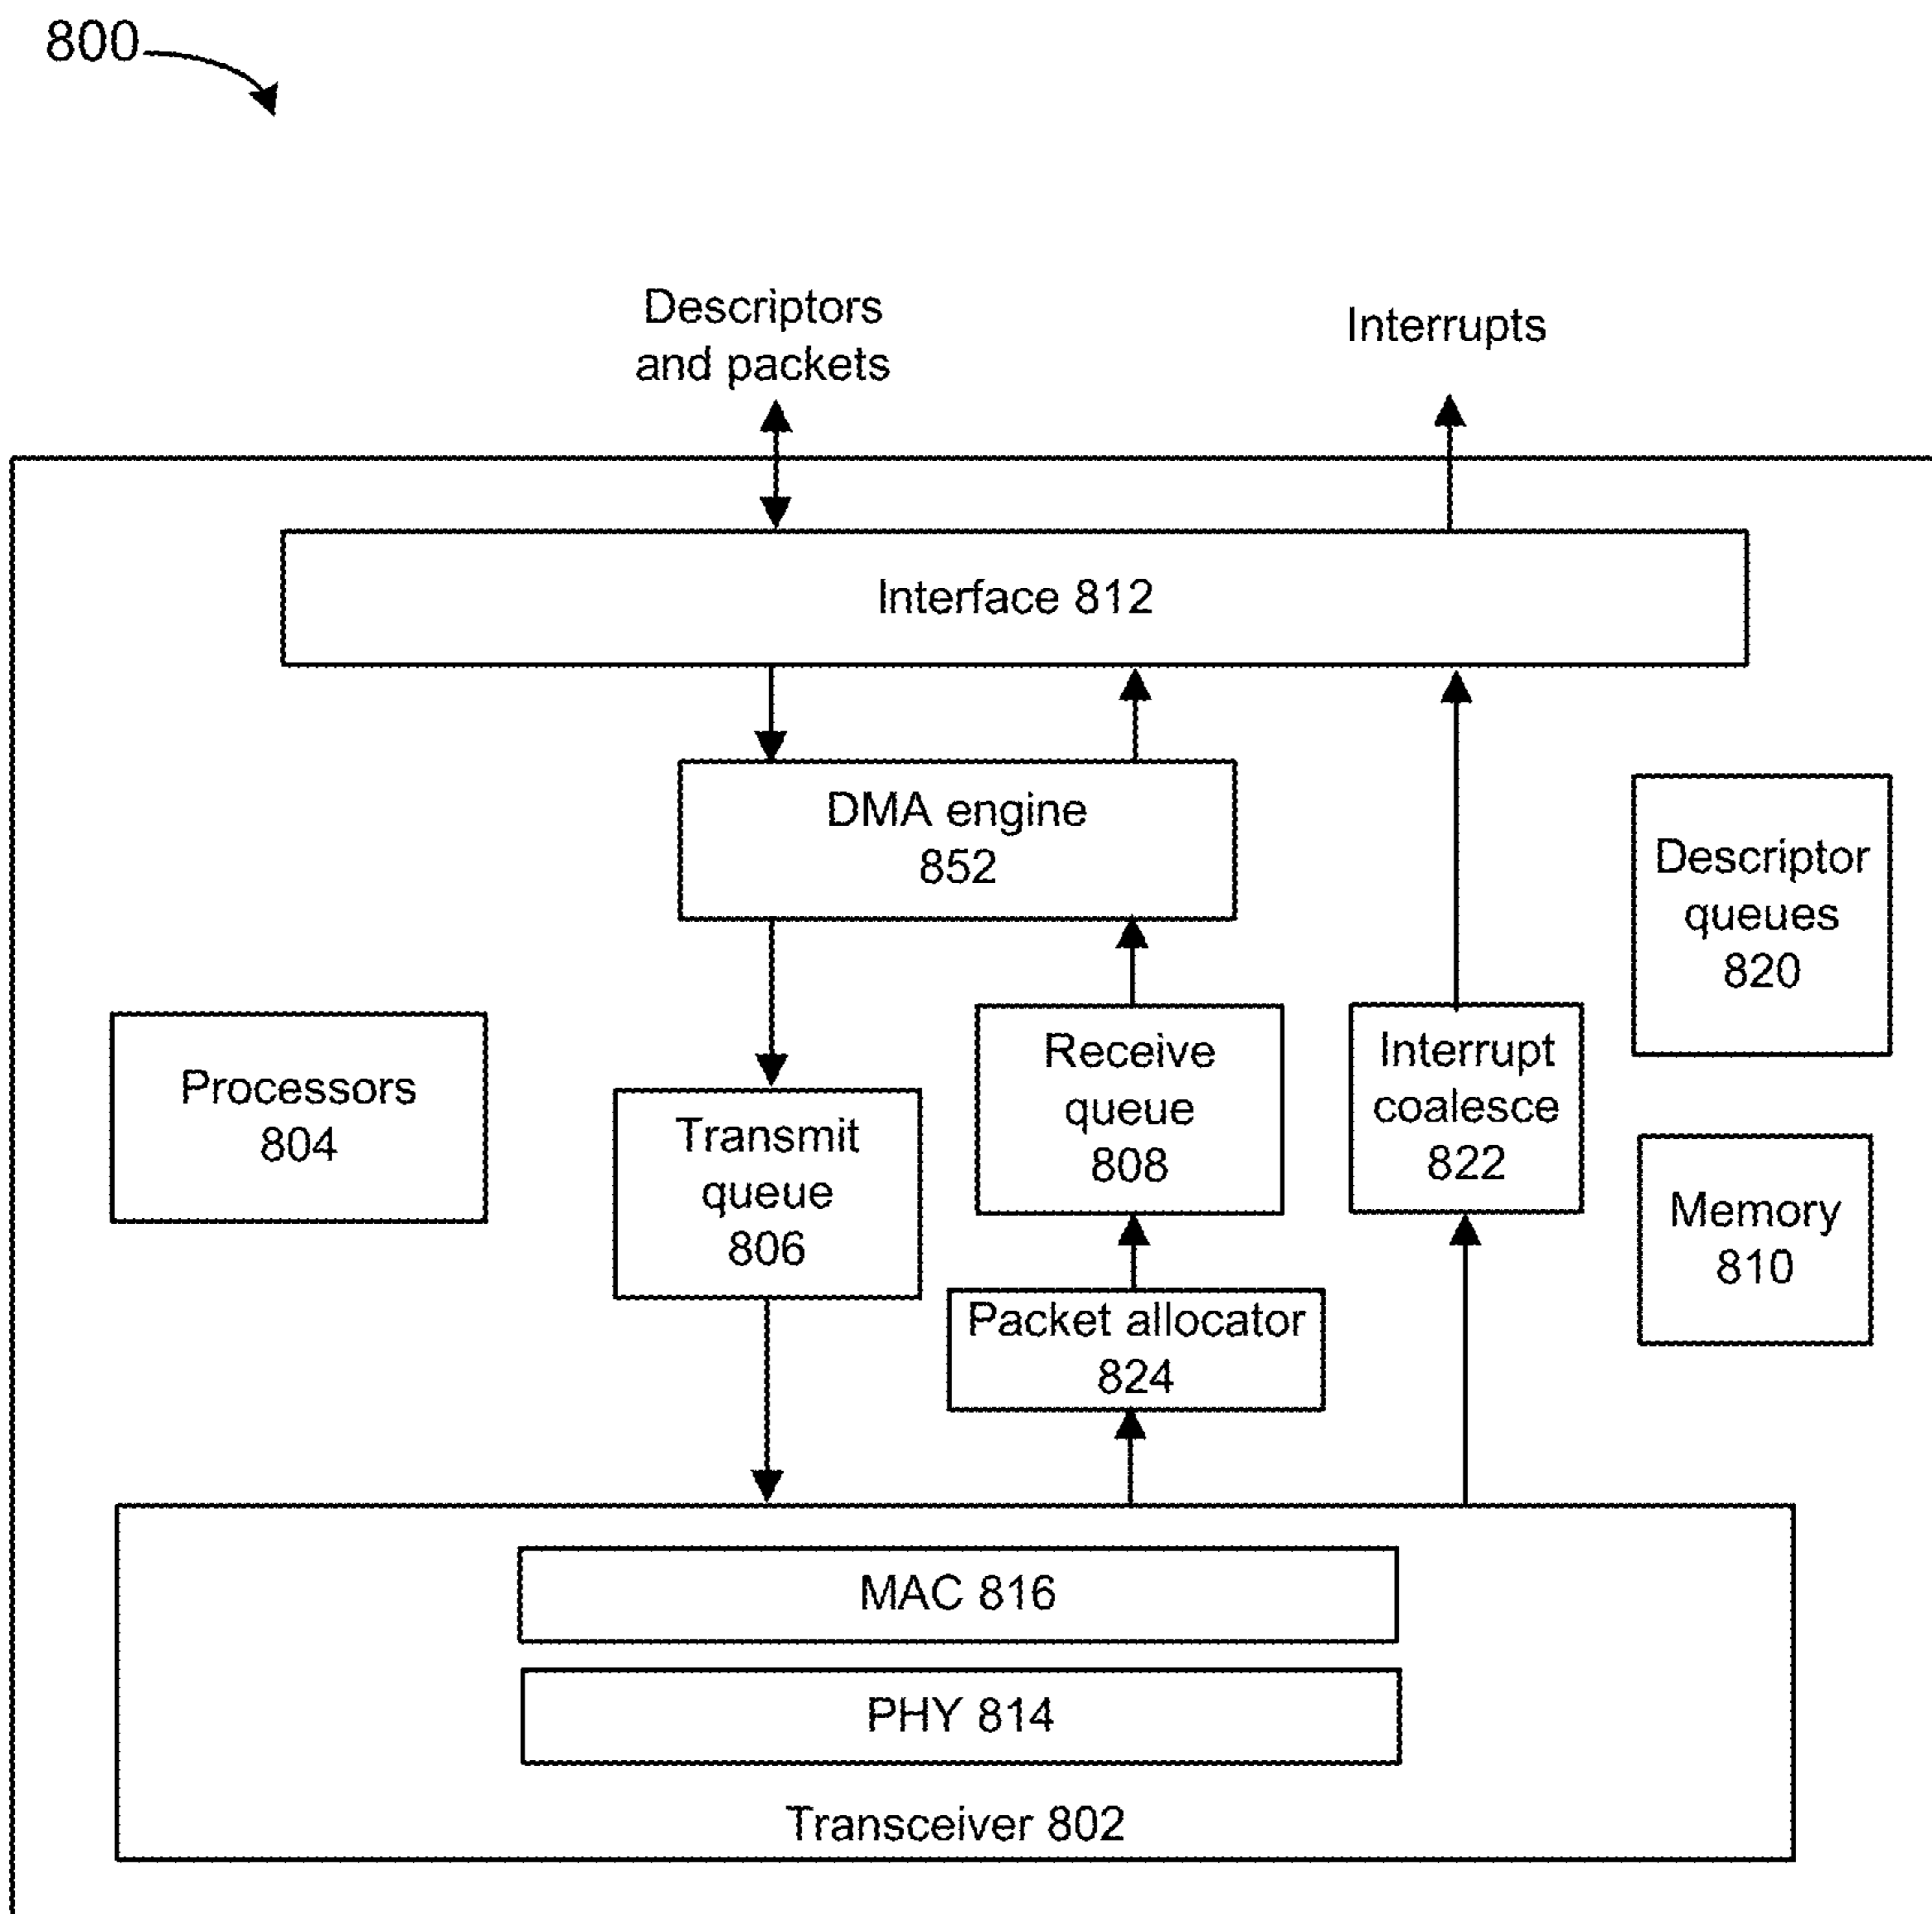 800
Descriptors
and packets
Interrupts
Interface 812
DMA engine
852
Descriptor
queues
820
Processors
804
Transmit
queue
806
Receive
queue
808
Interrupt
coalesce
822
Memory
810
Packet allocator
824
MAC 816
PHY 814
Transceiver 802